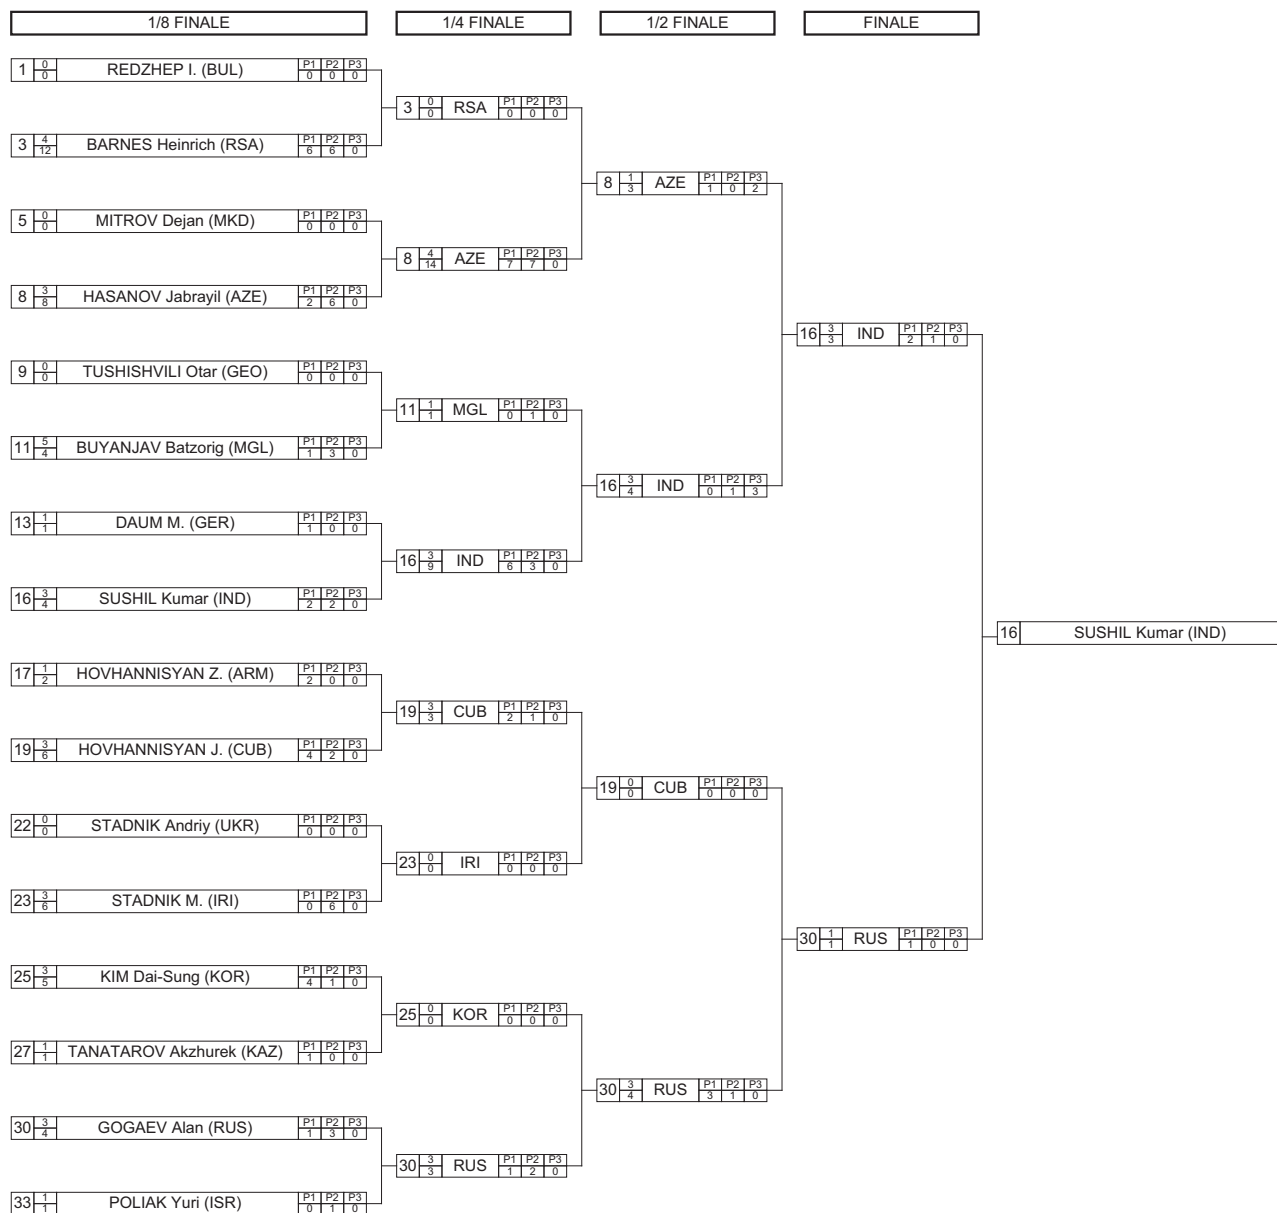 1/8 FINALE 1/4 FINALE 1/2 FINALE FINALE
1 0 0 REDZHEP I. (BUL) P1 P2 P3 0 0 0
3 0 0 RSA P1 P2 P3 0 0 0
3 4 12 BARNES Heinrich (RSA) P1 P2 P3 6 6 0
8 1 3 AZE P1 P2 P3 1 0 2
5 0 0 MITROV Dejan (MKD) P1 P2 P3 0 0 0
8 4 14 AZE P1 P2 P3 7 7 0
8 3 8 HASANOV Jabrayil (AZE) P1 P2 P3 2 6 0
16 3 3 IND P1 P2 P3 2 1 0
9 0 0 TUSHISHVILI Otar (GEO) P1 P2 P3 0 0 0
11 1 1 MGL P1 P2 P3 0 1 0
11 5 4 BUYANJAV Batzorig (MGL) P1 P2 P3 1 3 0
16 3 4 IND P1 P2 P3 0 1 3
13 1 1 DAUM M. (GER) P1 P2 P3 1 0 0
16 3 9 IND P1 P2 P3 6 3 0
16 3 4 SUSHIL Kumar (IND) P1 P2 P3 2 2 0
16 SUSHIL Kumar (IND)
17 1 2 HOVHANNISYAN Z. (ARM) P1 P2 P3 2 0 0
19 3 3 CUB P1 P2 P3 2 1 0
19 3 6 HOVHANNISYAN J. (CUB) P1 P2 P3 4 2 0
19 0 0 CUB P1 P2 P3 0 0 0
22 0 0 STADNIK Andriy (UKR) P1 P2 P3 0 0 0
23 0 0 IRI P1 P2 P3 0 0 0
23 3 6 STADNIK M. (IRI) P1 P2 P3 0 6 0
30 1 1 RUS P1 P2 P3 1 0 0
25 3 5 KIM Dai-Sung (KOR) P1 P2 P3 4 1 0
25 0 0 KOR P1 P2 P3 0 0 0
27 1 1 TANATAROV Akzhurek (KAZ) P1 P2 P3 1 0 0
30 3 4 RUS P1 P2 P3 3 1 0
30 3 4 GOGAEV Alan (RUS) P1 P2 P3 1 3 0
30 3 3 RUS P1 P2 P3 1 2 0
33 1 1 POLIAK Yuri (ISR) P1 P2 P3 0 1 0